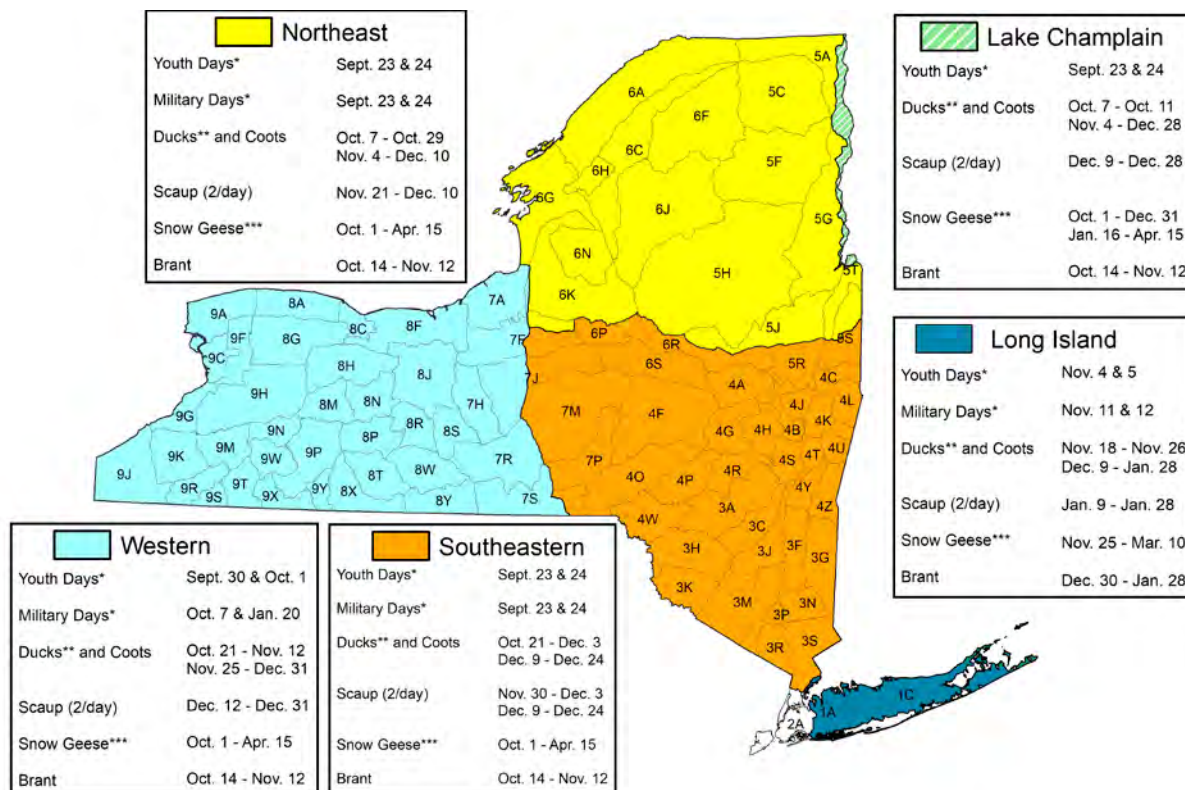 Northeast
Youth Days* Sept. 23 & 24
Military Days* Sept. 23 & 24
Ducks** and Coots Oct. 7 - Oct. 29
Nov. 4 - Dec. 10
Scaup (2/day) Nov. 21 - Dec. 10
Snow Geese*** Oct. 1 - Apr. 15
Brant Oct. 14 - Nov. 12
Lake Champlain
Youth Days* Sept. 23 & 24
Ducks** and Coots Oct. 7 - Oct. 11
Nov. 4 - Dec. 28
Scaup (2/day) Dec. 9 - Dec. 28
Snow Geese*** Oct. 1 - Dec. 31
Jan. 16 - Apr. 15
Brant Oct. 14 - Nov. 12
Long Island
Youth Days* Nov. 4 & 5
Military Days* Nov. 11 & 12
Ducks** and Coots Nov. 18 - Nov. 26
Dec. 9 - Jan. 28
Scaup (2/day) Jan. 9 - Jan. 28
Snow Geese*** Nov. 25 - Mar. 10
Brant Dec. 30 - Jan. 28
Western
Youth Days* Sept. 30 & Oct. 1
Military Days* Oct. 7 & Jan. 20
Ducks** and Coots Oct. 21 - Nov. 12
Nov. 25 - Dec. 31
Scaup (2/day) Dec. 12 - Dec. 31
Snow Geese*** Oct. 1 - Apr. 15
Brant Oct. 14 - Nov. 12
Southeastern
Youth Days* Sept. 23 & 24
Military Days* Sept. 23 & 24
Ducks** and Coots Oct. 21 - Dec. 3
Dec. 9 - Dec. 24
Scaup (2/day) Nov. 30 - Dec. 3
Dec. 9 - Dec. 24
Snow Geese*** Oct. 1 - Apr. 15
Brant Oct. 14 - Nov. 12
5A
6A
5C
6F
6C
5F
6H
6G
6J
5G
6N
5H
5T
6K
5J
7A
8A
9A
8C
8F
9F
8G
7F
9C
8H
8J
7J
9H
8M
8N
7H
9G
8R
8S
9N
8P
9M
9K
9W
9P
7R
8W
8T
9J
9R
9S
9T
9X
9Y
8X
8Y
7S
6P
6R
6S
5R
4C
4A
4L
7M
4F
4J
4K
4G
4H
4B
4U
4T
7P
4S
4R
4O
4P
4Y
4Z
3A
4W
3C
3H
3J
3F
3G
3K
3M
3N
3P
3R
3S
1C
1A
2A